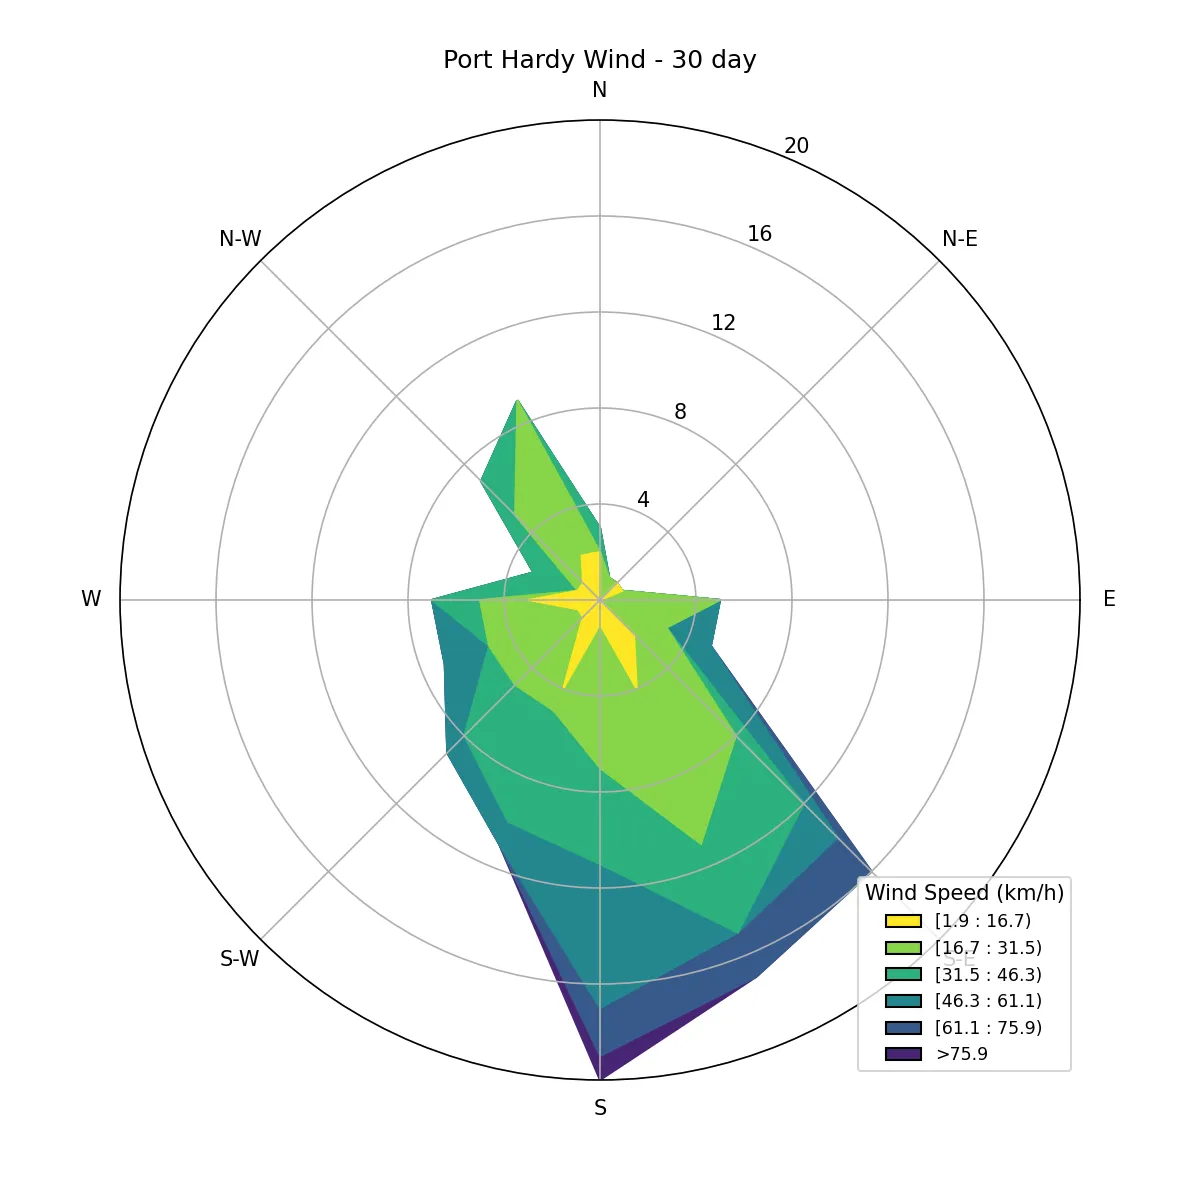 Port Hardy Wind - 30 day
N
20
N-W
16
N-E
12
8
4
W
E
S-W
S-E
S
Wind Speed (km/h)
[1.9 : 16.7)
[16.7 : 31.5)
[31.5 : 46.3)
[46.3 : 61.1)
[61.1 : 75.9)
>75.9